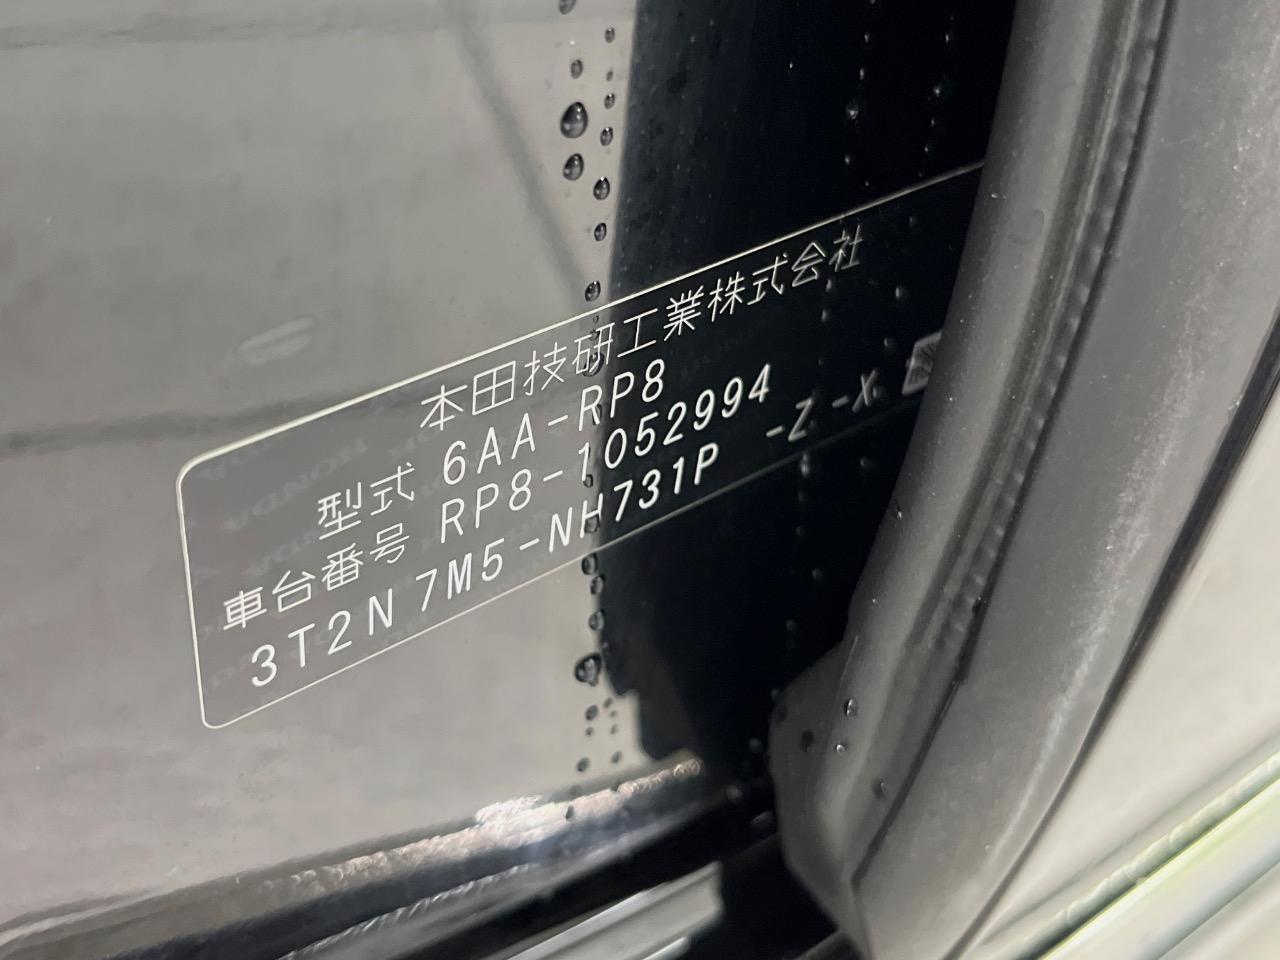 本田技研工業株式会社
型式 6AA-RP8
車台番号 RP8-1052994
3T2N 7M5-NH731P -Z -X